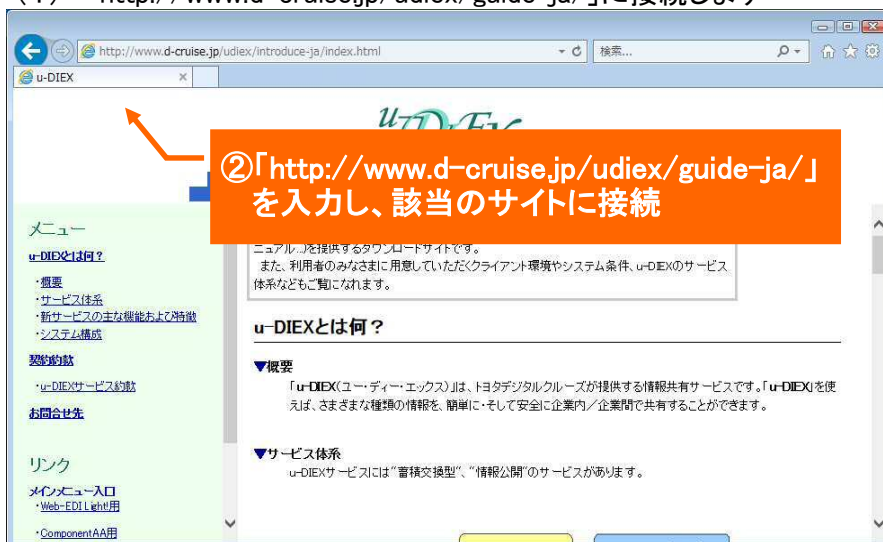 http://www.d-cruise.jp/udiex/guide-ja/」に接続します
http://www.d-cruise.jp/udiex/introduce-ja/index.html
検索...
u-DIEX
②「http://www.d-cruise.jp/udiex/guide-ja/」
を入力し、該当のサイトに接続
メニュー
u-DIEXとは何?
・概要
・サービス体系
・新サービスの主な機能および特徴
・システム構成
契約約款
・u-DIEXサービス約款
お問合せ先
リンク
メインメニュー入口
・Web-EDI Light!用
・ComponentAA用
ニュアル...を提供するダウンロードサイトです。
また、利用者のみなさまに用意していただくクライアント環境やシステム条件、u-DIEXのサービス
体系などもご覧になれます。
u-DIEXとは何?
▼概要
「u-DIEX(ユー・ディー・エックス)」は、トヨタデジタルクルーズが提供する情報共有サービスです。「u-DIEX」を使
えば、さまざまな種類の情報を、簡単に・そして安全に企業内/企業間で共有することができます。
▼サービス体系
u-DIEXサービスには"蓄積交換型"、"情報公開"のサービスがあります。